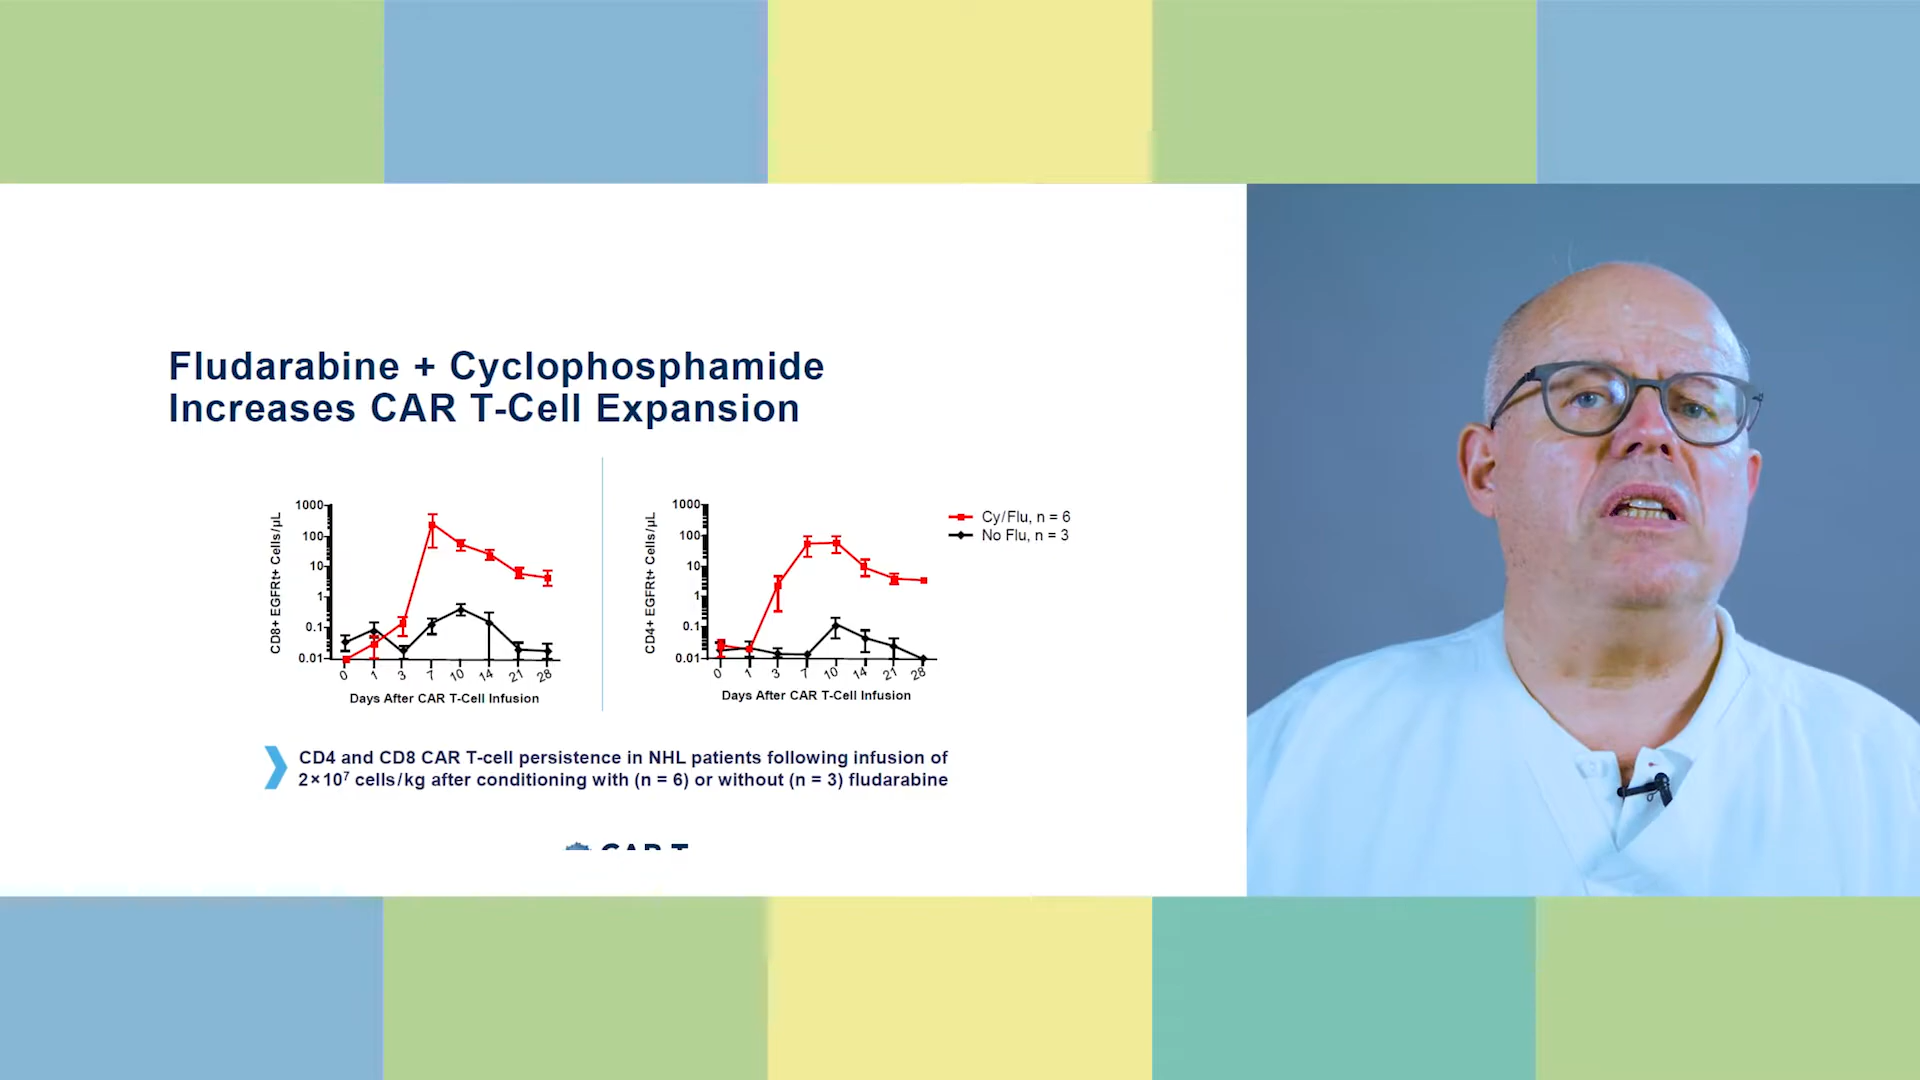 Fludarabine + Cyclophosphamide
Increases CAR T-Cell Expansion
CD8+ EGFRt+ Cells/µL
1000
100
10
1
0.1
0.01
0 1 3 7 10 14 21 28
Days After CAR T-Cell Infusion
CD4+ EGFRt+ Cells/µL
1000
100
10
1
0.1
0.01
0 1 3 7 10 14 21 28
Days After CAR T-Cell Infusion
Cy/Flu, n = 6
No Flu, n = 3
CD4 and CD8 CAR T-cell persistence in NHL patients following infusion of
2×10⁷ cells/kg after conditioning with (n = 6) or without (n = 3) fludarabine
CAR T